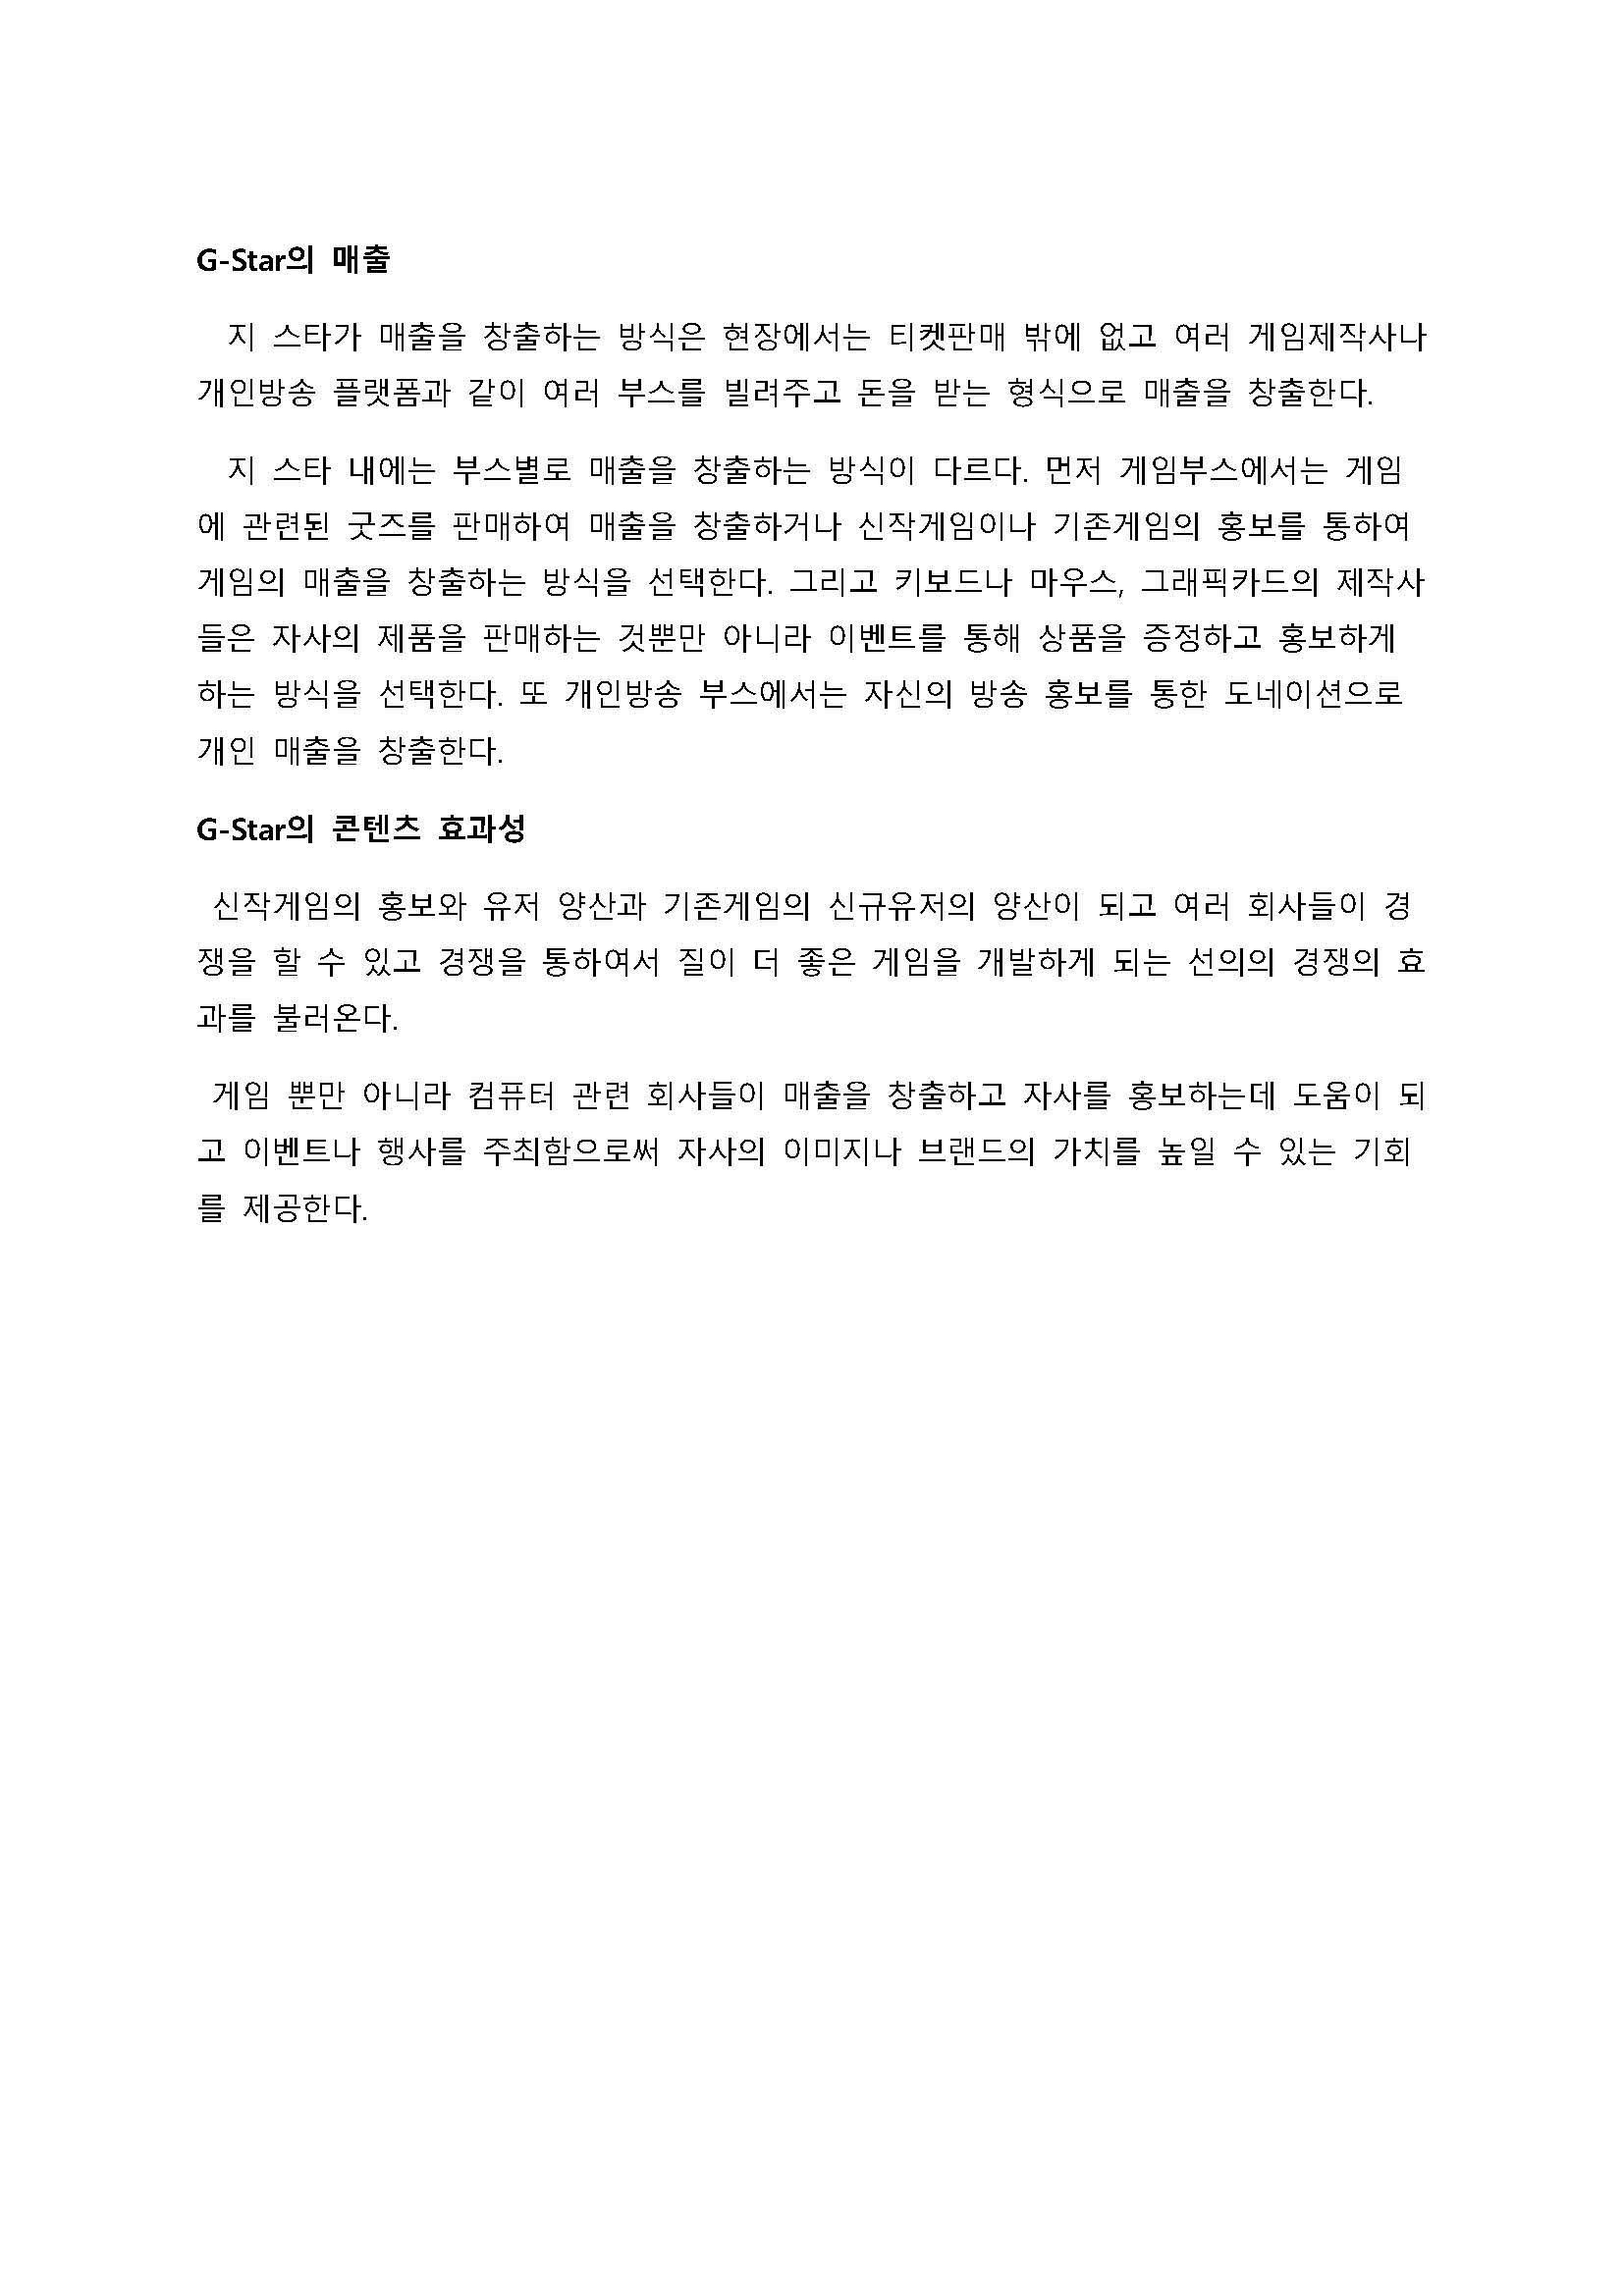 G-Star의 매출
지 스타가 매출을 창출하는 방식은 현장에서는 티켓판매 밖에 없고 여러 게임제작사나
개인방송 플랫폼과 같이 여러 부스를 빌려주고 돈을 받는 형식으로 매출을 창출한다.
지 스타 내에는 부스별로 매출을 창출하는 방식이 다르다. 먼저 게임부스에서는 게임
에 관련된 굿즈를 판매하여 매출을 창출하거나 신작게임이나 기존게임의 홍보를 통하여
게임의 매출을 창출하는 방식을 선택한다. 그리고 키보드나 마우스, 그래픽카드의 제작사
들은 자사의 제품을 판매하는 것뿐만 아니라 이벤트를 통해 상품을 증정하고 홍보하게
하는 방식을 선택한다. 또 개인방송 부스에서는 자신의 방송 홍보를 통한 도네이션으로
개인 매출을 창출한다.
G-Star의 콘텐츠 효과성
신작게임의 홍보와 유저 양산과 기존게임의 신규유저의 양산이 되고 여러 회사들이 경
쟁을 할 수 있고 경쟁을 통하여서 질이 더 좋은 게임을 개발하게 되는 선의의 경쟁의 효
과를 불러온다.
게임 뿐만 아니라 컴퓨터 관련 회사들이 매출을 창출하고 자사를 홍보하는데 도움이 되
고 이벤트나 행사를 주최함으로써 자사의 이미지나 브랜드의 가치를 높일 수 있는 기회
를 제공한다.